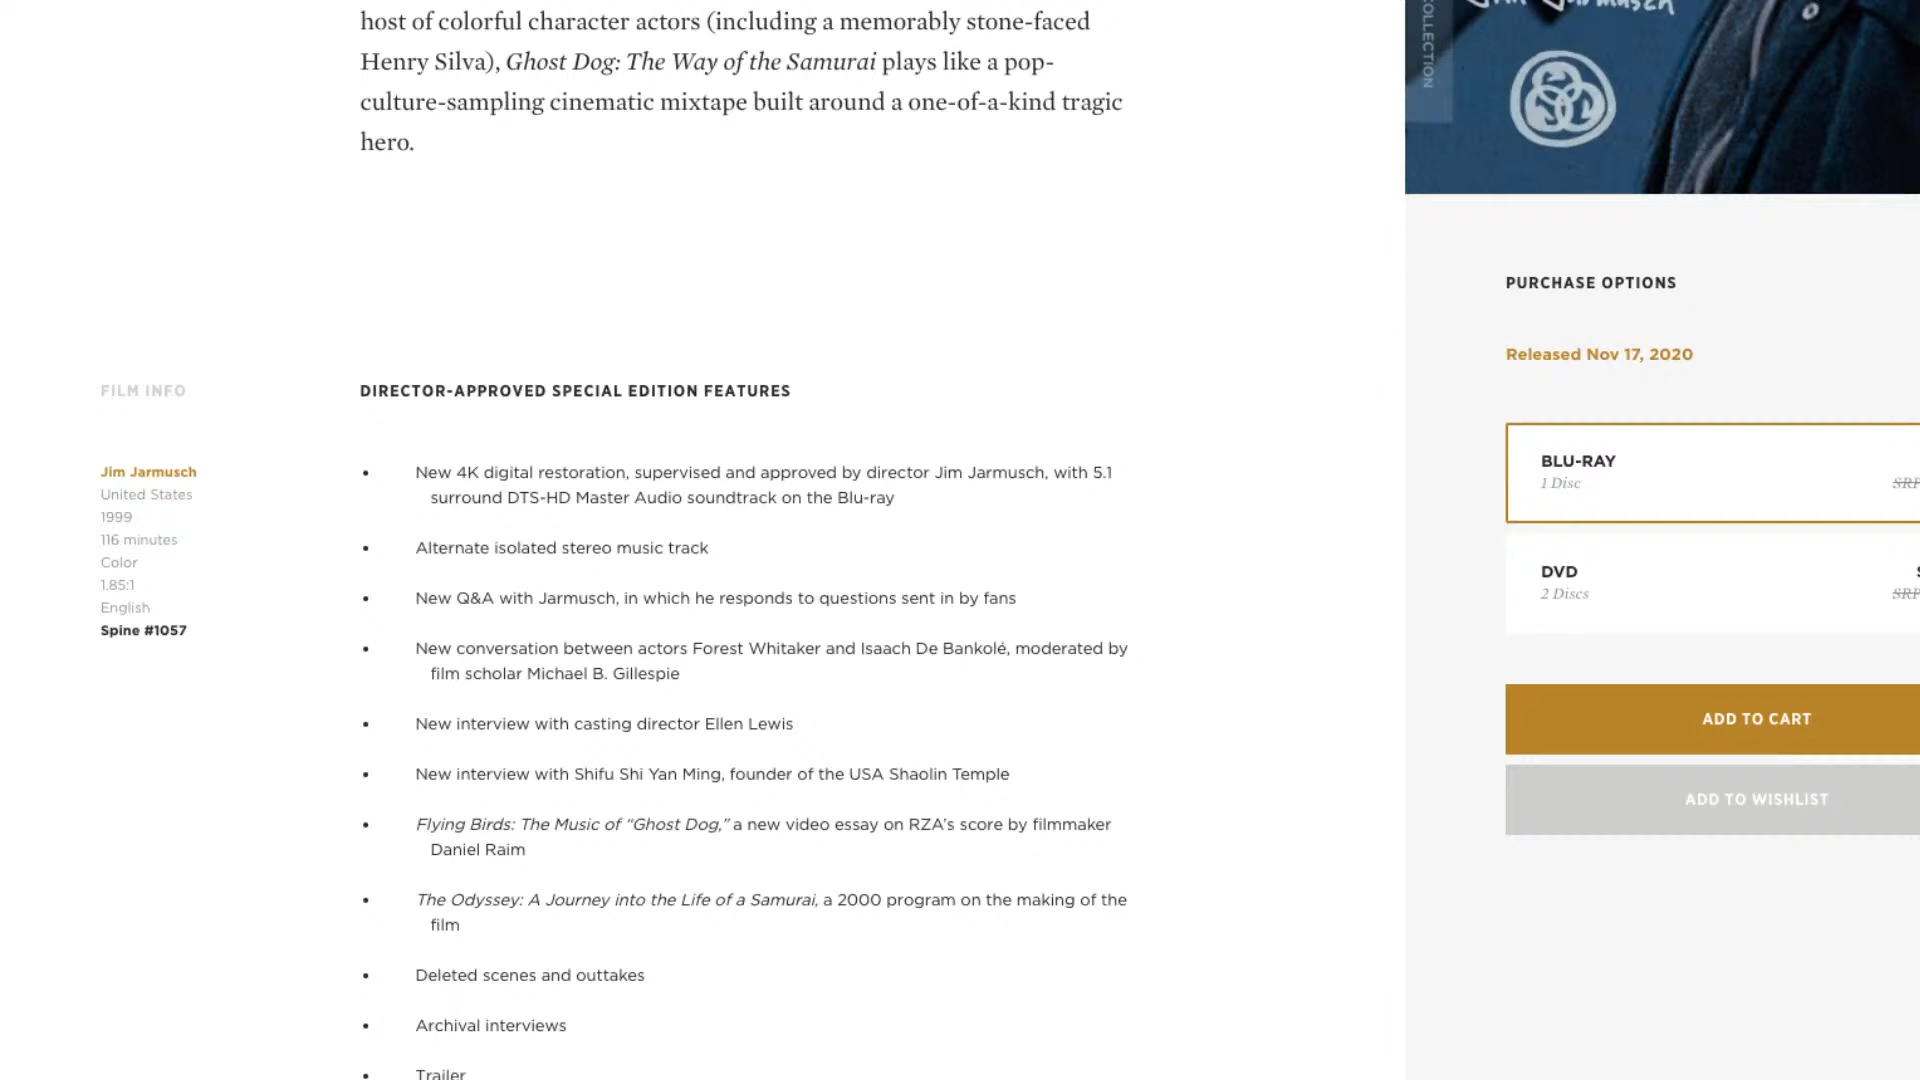 host of colorful character actors (including a memorably stone-faced
Henry Silva), Ghost Dog: The Way of the Samurai plays like a pop-
culture-sampling cinematic mixtape built around a one-of-a-kind tragic
hero.
FILM INFO
Jim Jarmusch
United States
1999
116 minutes
Color
1.85:1
English
Spine #1057
DIRECTOR-APPROVED SPECIAL EDITION FEATURES
• New 4K digital restoration, supervised and approved by director Jim Jarmusch, with 5.1
surround DTS-HD Master Audio soundtrack on the Blu-ray
• Alternate isolated stereo music track
• New Q&A with Jarmusch, in which he responds to questions sent in by fans
• New conversation between actors Forest Whitaker and Isaach De Bankolé, moderated by
film scholar Michael B. Gillespie
• New interview with casting director Ellen Lewis
• New interview with Shifu Shi Yan Ming, founder of the USA Shaolin Temple
• Flying Birds: The Music of “Ghost Dog,” a new video essay on RZA’s score by filmmaker
Daniel Raim
• The Odyssey: A Journey into the Life of a Samurai, a 2000 program on the making of the
film
• Deleted scenes and outtakes
• Archival interviews
• Trailer
COLLECTION
Jim Jarmusch
PURCHASE OPTIONS
Released Nov 17, 2020
BLU-RAY
1 Disc
SRP
DVD
2 Discs
SRP
ADD TO CART
ADD TO WISHLIST